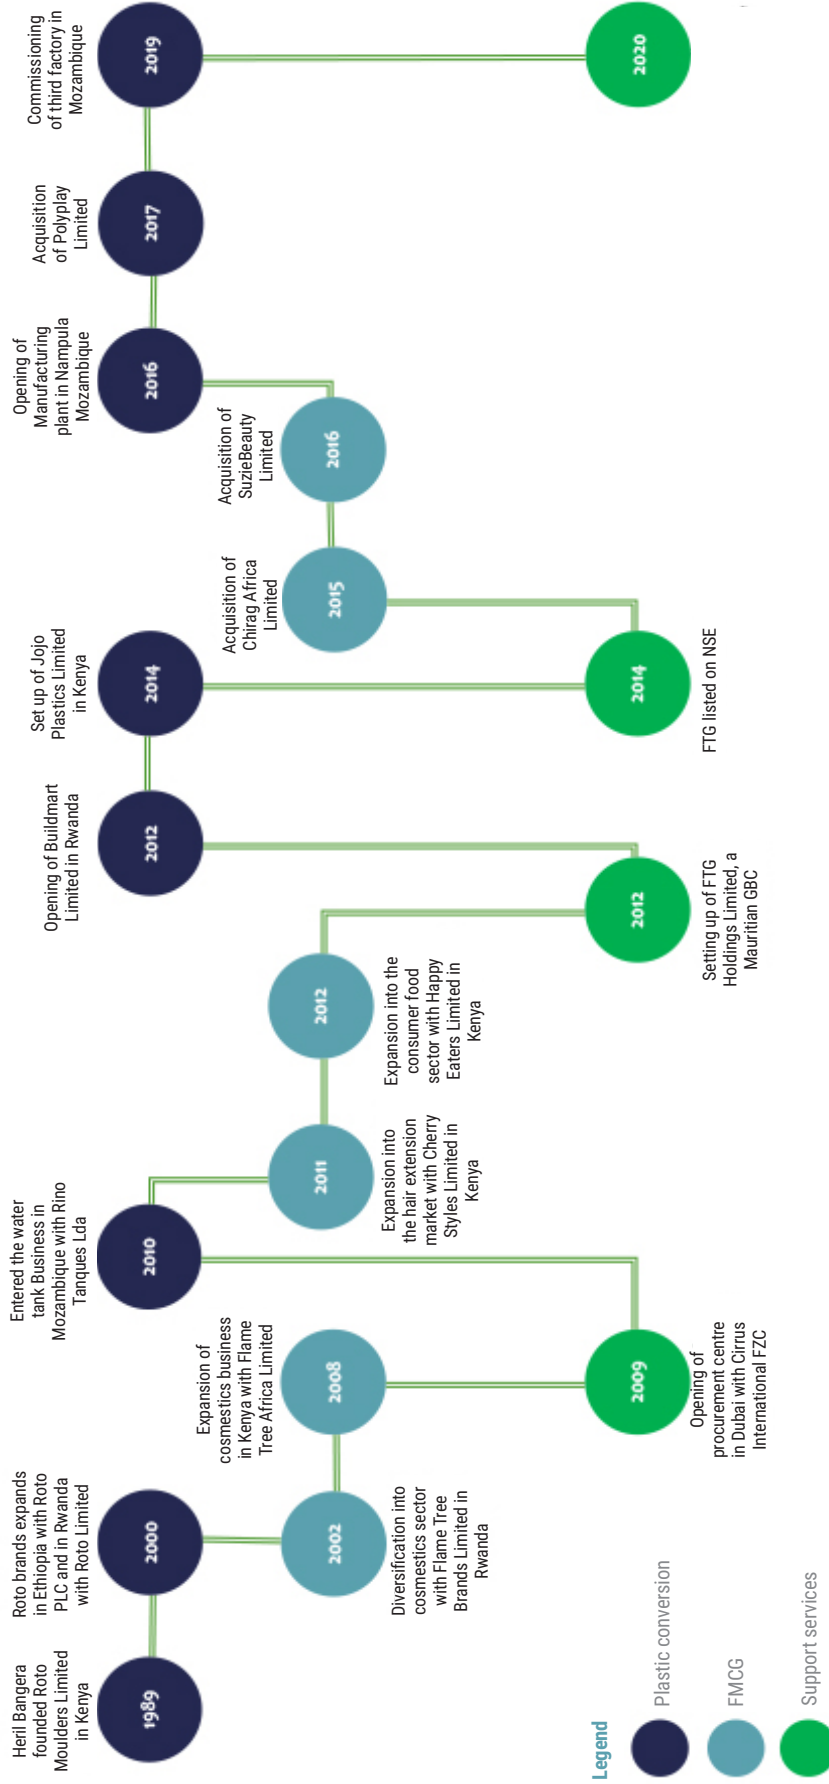 Heril Bangera
founded Roto
Moulders Limited
in Kenya
1989
Roto brands expands
in Ethiopia with Roto
PLC and in Rwanda
with Roto Limited
2000
2002
Diversification into
cosmestics sector
with Flame Tree
Brands Limited in
Rwanda
Expansion of
cosmestics business
in Kenya with Flame
Tree Africa Limited
2008
2009
Opening of
procurement centre
in Dubai with Cirrus
International FZC
Entered the water
tank Business in
Mozambique with Rino
Tanques Lda
2010
2011
Expansion into
the hair extension
market with Cherry
Styles Limited in
Kenya
2012
Expansion into the
consumer food
sector with Happy
Eaters Limited in
Kenya
2012
Setting up of FTG
Holdings Limited, a
Mauritian GBC
Opening of Buildmart
Limited in Rwanda
2012
Set up of Jojo
Plastics Limited
in Kenya
2014
2014
FTG listed on NSE
Acquisition of
Chirag Africa
Limited
2015
Acquisition of
SuzieBeauty
Limited
2016
Opening of
Manufacturing
plant in Nampula
Mozambique
2016
Acquisition
of Polyplay
Limited
2017
Commissioning
of third factory in
Mozambique
2019
2020
Legend
Plastic conversion
FMCG
Support services